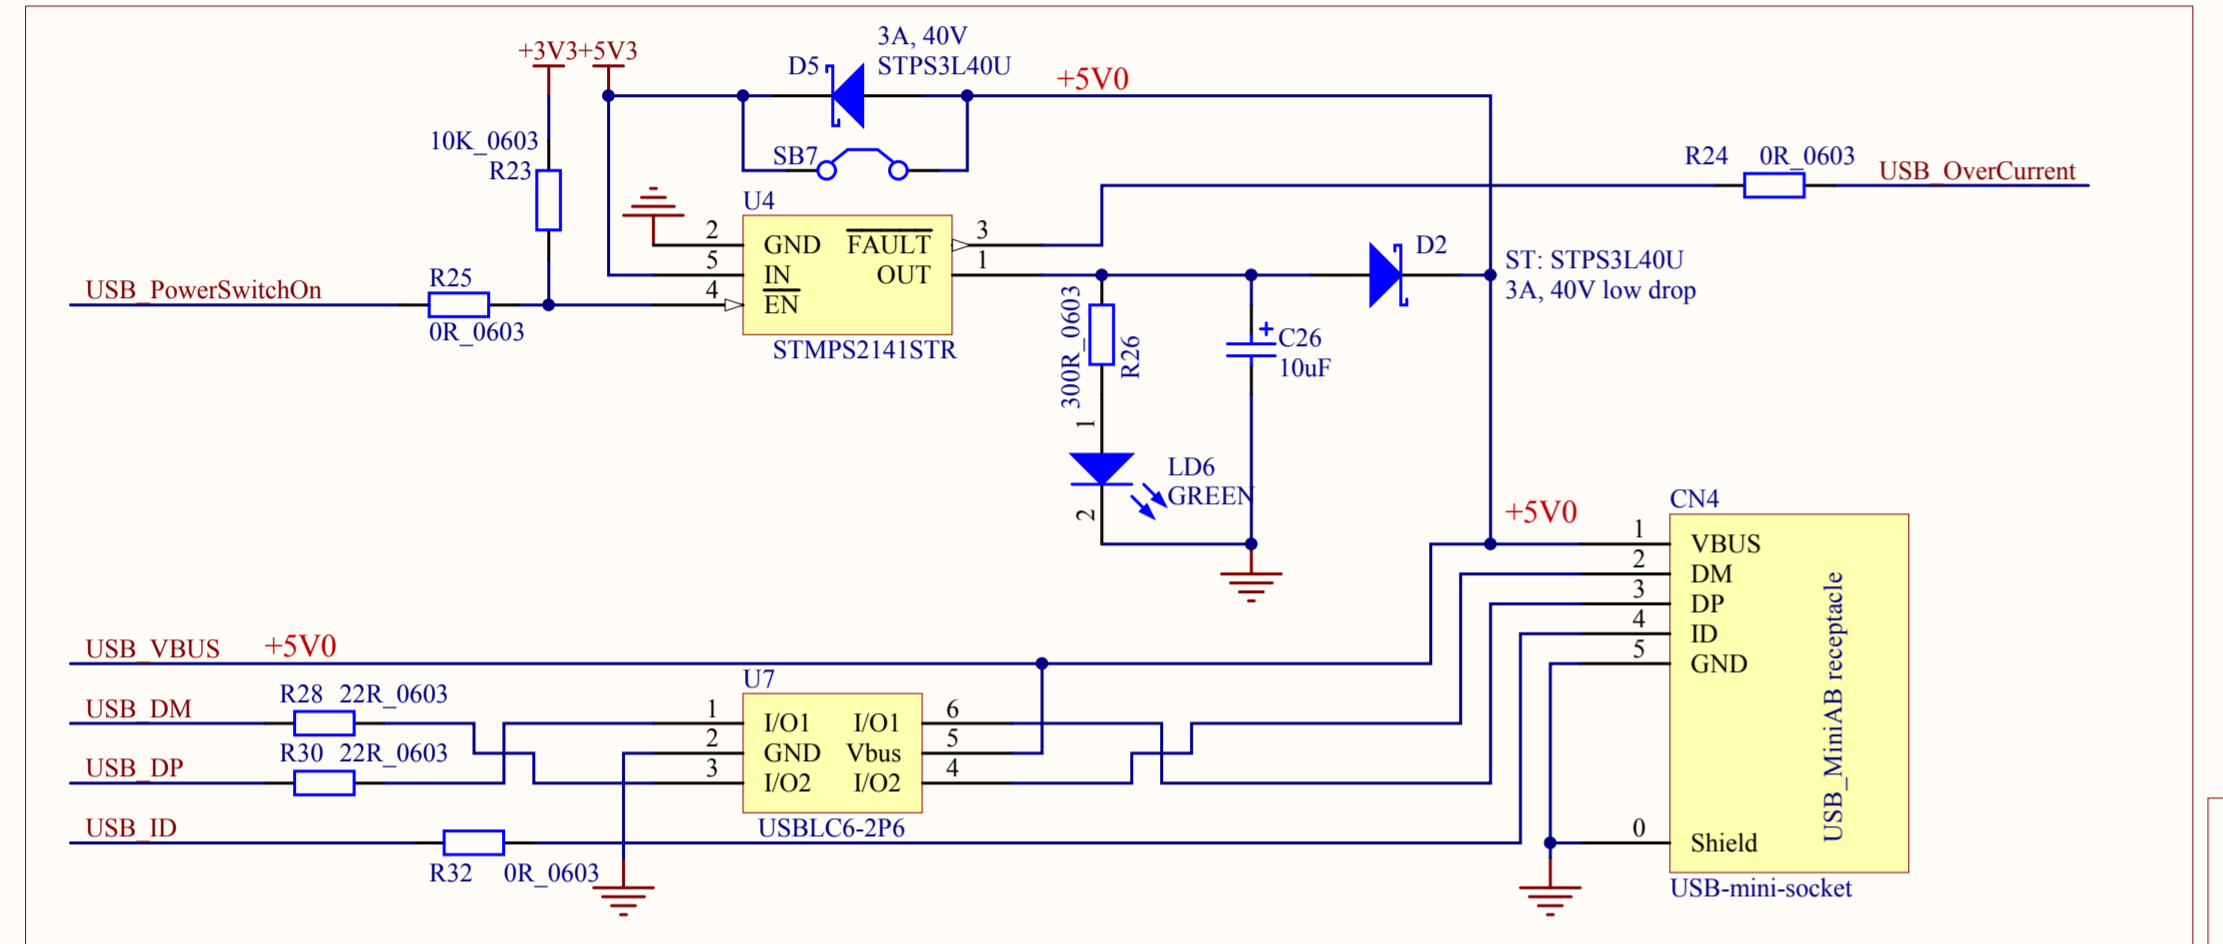 3A, 40V
+3V3+5V3
D5
STPS3L40U
+5V0
10K_0603
R23
SB7
R24
0R_0603
USB_OverCurrent
U4
2
GND
FAULT
3
5
IN
OUT
1
4
EN
STMPS2141STR
D2
ST: STPS3L40U
3A, 40V low drop
USB_PowerSwitchOn
R25
0R_0603
300R_0603
R26
+
C26
10uF
1
LD6
GREEN
2
+5V0
CN4
1
VBUS
2
DM
3
DP
4
ID
5
GND
0
Shield
USB_MiniAB receptacle
USB-mini-socket
USB_VBUS
+5V0
U7
USB_DM
R28 22R_0603
1
I/O1
I/O1
6
R30 22R_0603
2
GND
Vbus
5
USB_DP
3
I/O2
I/O2
4
USBLC6-2P6
USB_ID
R32
0R_0603